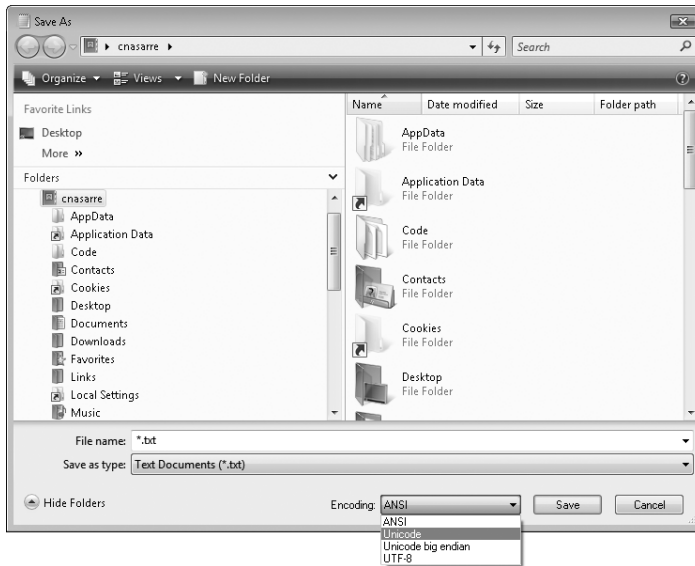 Save As
cnasarre
Search
Organize Views New Folder
Favorite Links
Desktop
More »
Folders
cnasarre
AppData
Application Data
Code
Contacts
Cookies
Desktop
Documents
Downloads
Favorites
Links
Local Settings
Music
Name Date modified Size Folder path
AppData
File Folder
Application Data
File Folder
Code
File Folder
Contacts
File Folder
Cookies
File Folder
Desktop
File Folder
File name: *.txt
Save as type: Text Documents (*.txt)
Hide Folders
Encoding: ANSI
Save
Cancel
ANSI
Unicode
Unicode big endian
UTF-8